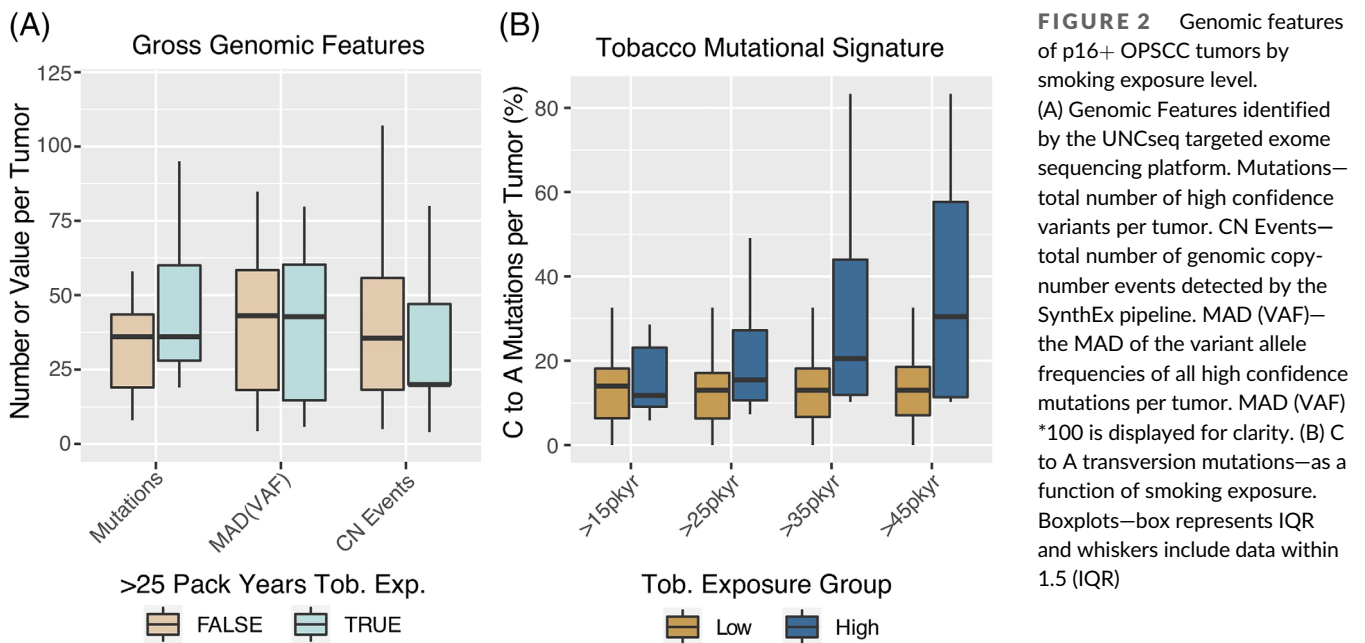 (A)
Gross Genomic Features
Number or Value per Tumor
125
100
75
50
25
0
Mutations
MAD(VAF)
CN Events
>25 Pack Years Tob. Exp.
FALSE TRUE
(B)
Tobacco Mutational Signature
C to A Mutations per Tumor (%)
80
60
40
20
0
>15pkyr
>25pkyr
>35pkyr
>45pkyr
Tob. Exposure Group
Low High
FIGURE 2 Genomic features
of p16+ OPSCC tumors by
smoking exposure level.
(A) Genomic Features identified
by the UNCseq targeted exome
sequencing platform. Mutations—
total number of high confidence
variants per tumor. CN Events—
total number of genomic copy-
number events detected by the
SynthEx pipeline. MAD (VAF)—
the MAD of the variant allele
frequencies of all high confidence
mutations per tumor. MAD (VAF)
*100 is displayed for clarity. (B) C
to A transversion mutations—as a
function of smoking exposure.
Boxplots—box represents IQR
and whiskers include data within
1.5 (IQR)